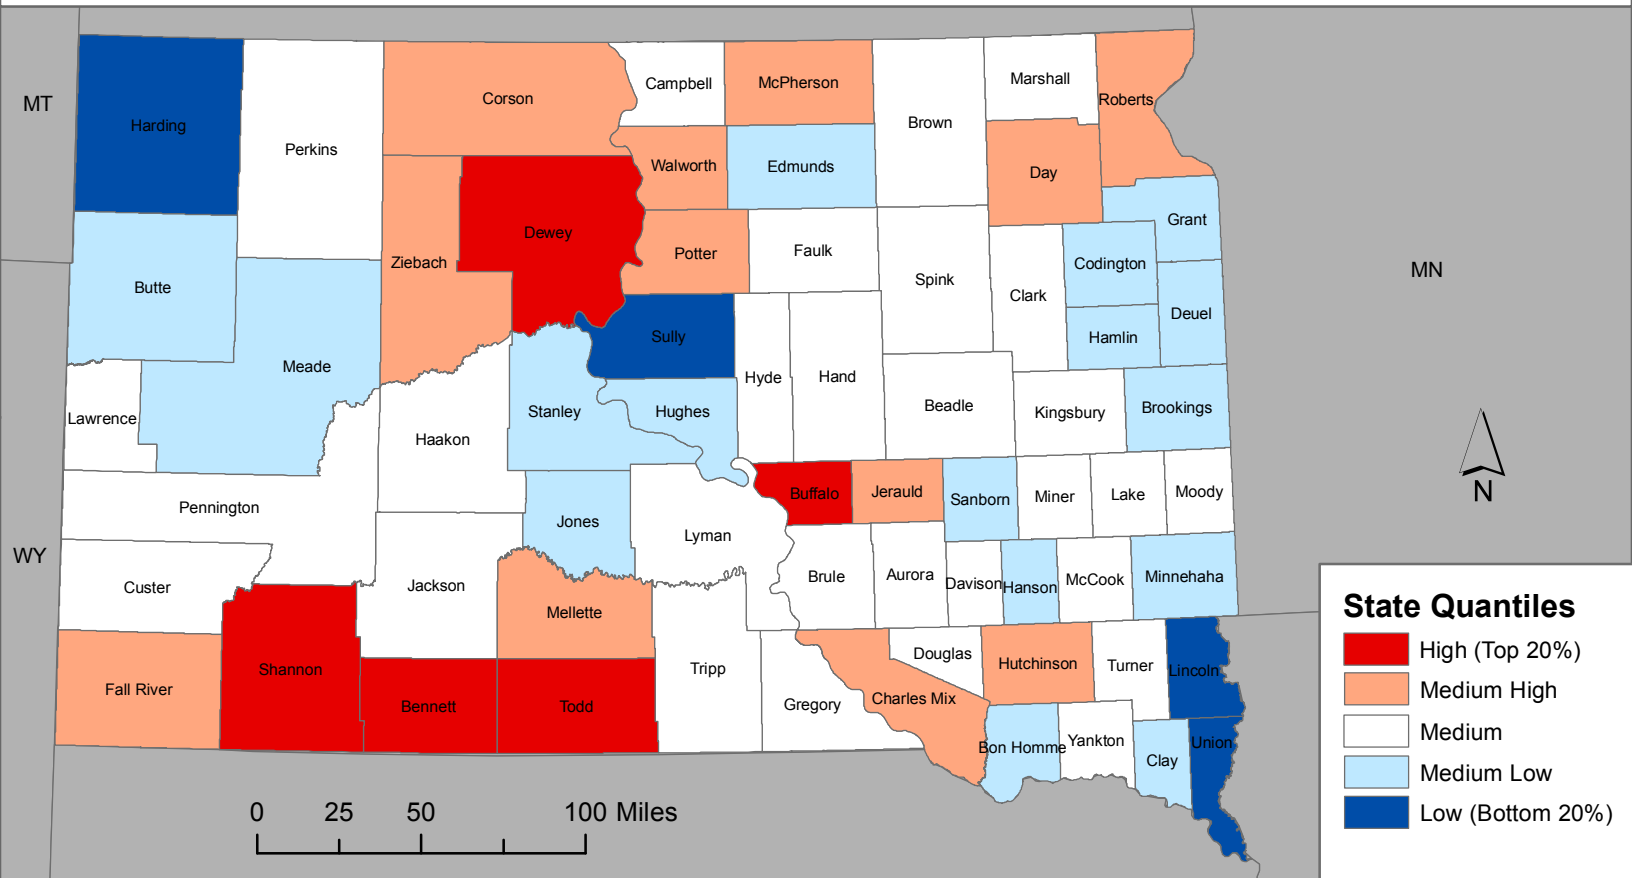 MT
Harding
Perkins
Corson
Campbell
McPherson
Brown
Marshall
Roberts
Walworth
Edmunds
Day
Grant
Dewey
Ziebach
Potter
Faulk
Spink
Codington
Clark
Butte
MN
Deuel
Hamlin
Sully
Meade
Hyde
Hand
Lawrence
Haakon
Stanley
Hughes
Beadle
Kingsbury
Brookings
Pennington
Buffalo
Jerauld
Sanborn
Miner
Lake
Moody
N
Jones
Lyman
WY
Custer
Jackson
Brule
Aurora
Davison
Hanson
McCook
Minnehaha
Mellette
Fall River
Shannon
Bennett
Todd
Tripp
Gregory
Douglas
Charles Mix
Hutchinson
Turner
Lincoln
Bon Homme
Yankton
Clay
Union
State Quantiles
High (Top 20%)
Medium High
Medium
Medium Low
Low (Bottom 20%)
0 25 50 100 Miles